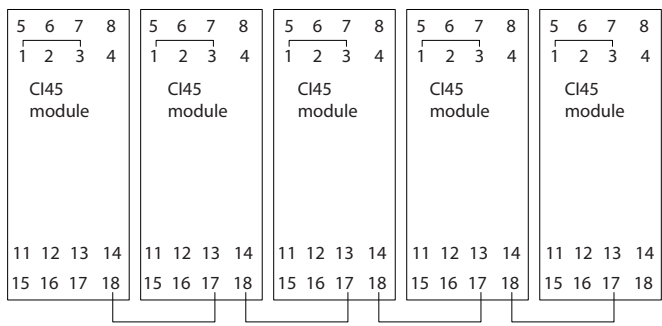 5 6 7 8 5 6 7 8 5 6 7 8 5 6 7 8 5 6 7 8
1 2 3 4 1 2 3 4 1 2 3 4 1 2 3 4 1 2 3 4
CI45 CI45 CI45 CI45 CI45
module module module module module
11 12 13 14 11 12 13 14 11 12 13 14 11 12 13 14 11 12 13 14
15 16 17 18 15 16 17 18 15 16 17 18 15 16 17 18 15 16 17 18